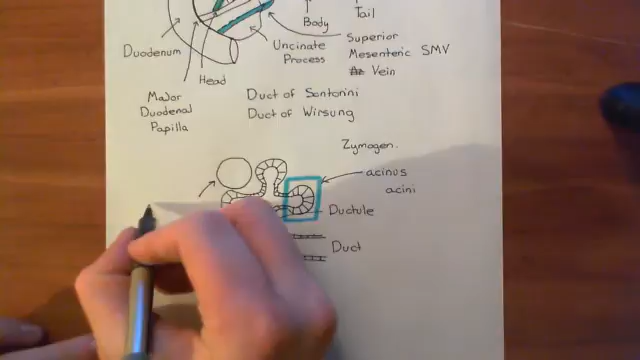 Body
Tail
Duodenum
Uncinate
Process
Superior
Mesenteric SMV
Vein
Head
Major
Duodenal
Papilla
Duct of Santorini
Duct of Wirsung
Zymogen.
acinus
acini
Ductule
Duct